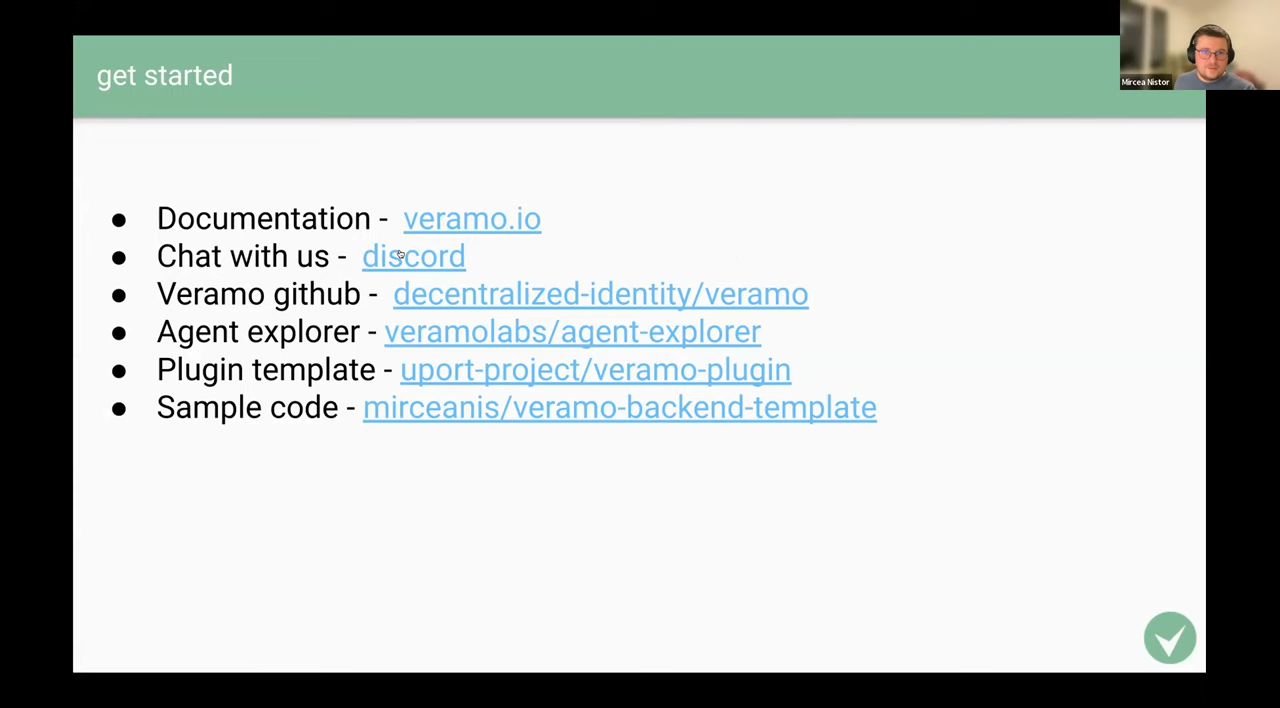 get started
Mircea Nistor
● Documentation - veramo.io
● Chat with us - discord
● Veramo github - decentralized-identity/veramo
● Agent explorer - veramolabs/agent-explorer
● Plugin template - uport-project/veramo-plugin
● Sample code - mirceanis/veramo-backend-template